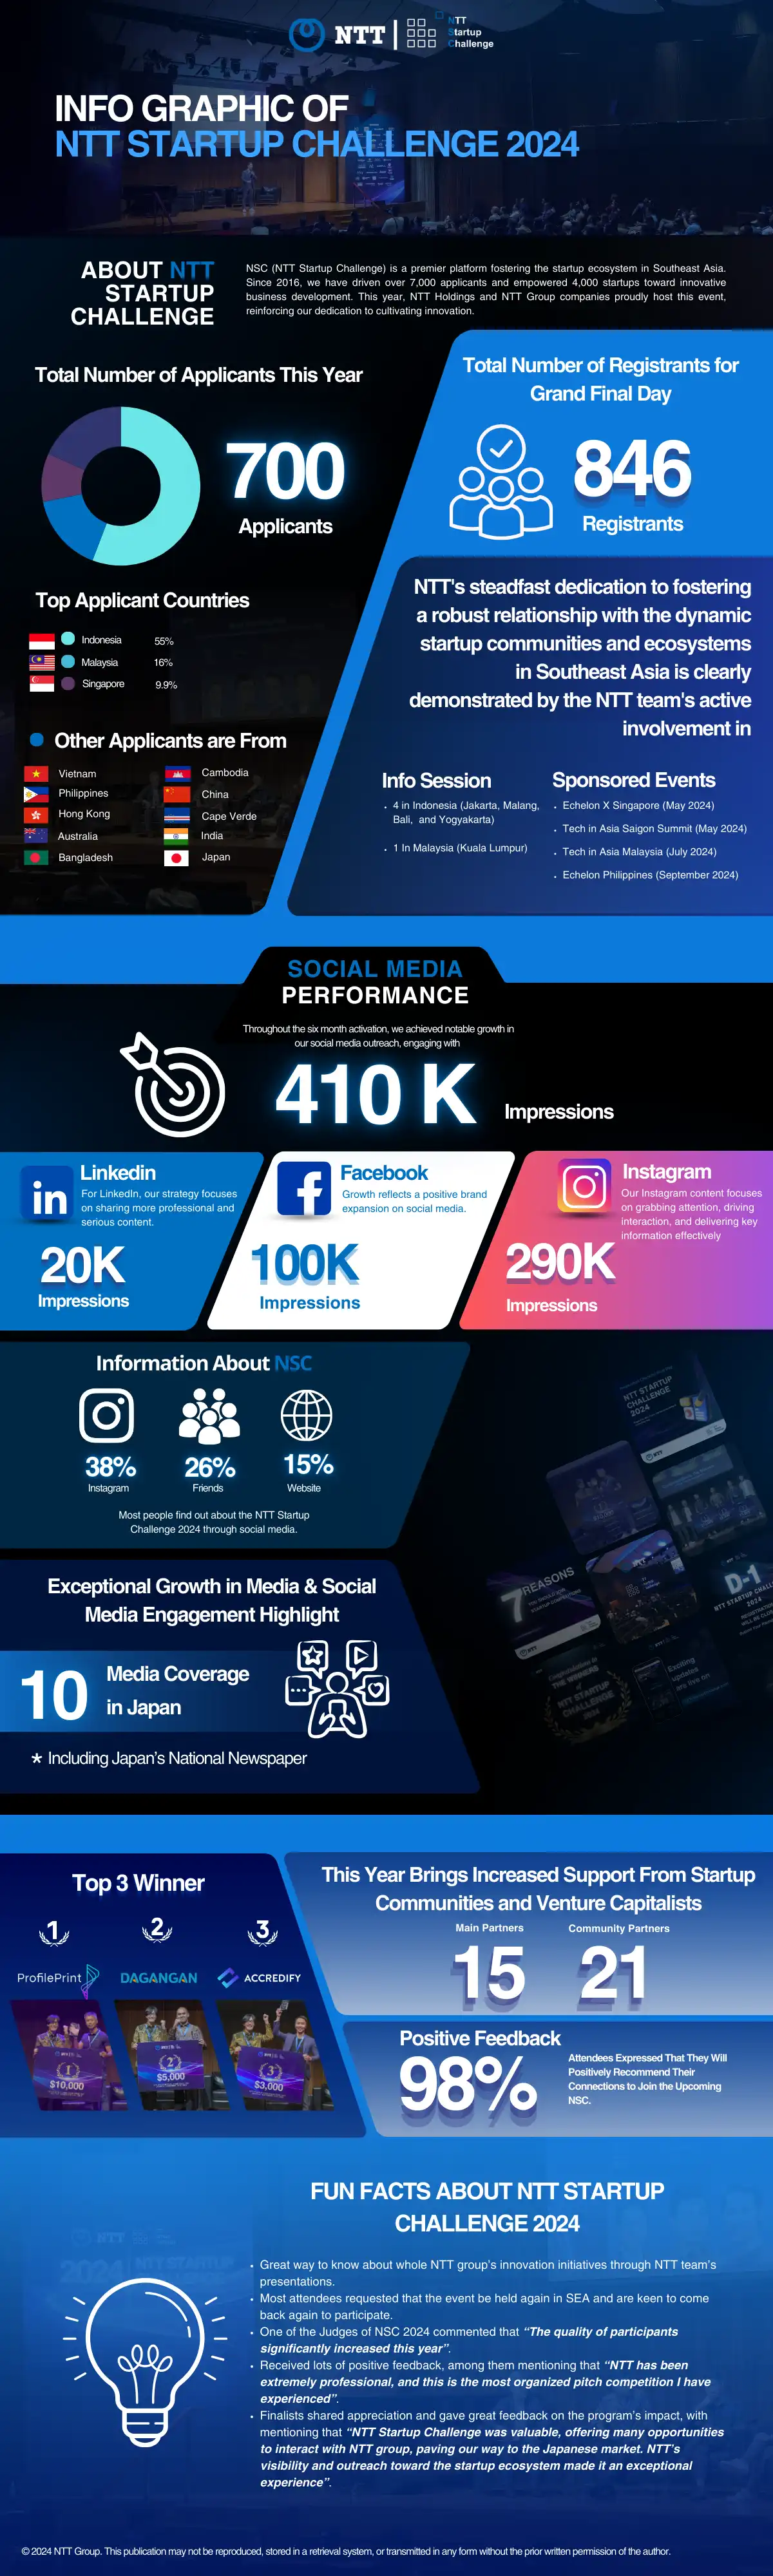 NTT
NTT
Startup
Challenge
INFO GRAPHIC OF
NTT STARTUP CHALLENGE 2024
ABOUT NTT
STARTUP
CHALLENGE
NSC (NTT Startup Challenge) is a premier platform fostering the startup ecosystem in Southeast Asia.
Since 2016, we have driven over 7,000 applicants and empowered 4,000 startups toward innovative
business development. This year, NTT Holdings and NTT Group companies proudly host this event,
reinforcing our dedication to cultivating innovation.
Total Number of Applicants This Year
700
Applicants
Total Number of Registrants for
Grand Final Day
846
Registrants
Top Applicant Countries
Indonesia 55%
Malaysia 16%
Singapore 9.9%
Other Applicants are From
Vietnam
Philippines
Hong Kong
Australia
Bangladesh
Cambodia
China
Cape Verde
India
Japan
NTT's steadfast dedication to fostering
a robust relationship with the dynamic
startup communities and ecosystems
in Southeast Asia is clearly
demonstrated by the NTT team's active
involvement in
Info Session
• 4 in Indonesia (Jakarta, Malang,
Bali, and Yogyakarta)
• 1 In Malaysia (Kuala Lumpur)
Sponsored Events
• Echelon X Singapore (May 2024)
• Tech in Asia Saigon Summit (May 2024)
• Tech in Asia Malaysia (July 2024)
• Echelon Philippines (September 2024)
SOCIAL MEDIA
PERFORMANCE
Throughout the six month activation, we achieved notable growth in
our social media outreach, engaging with
410 K Impressions
Linkedin
For LinkedIn, our strategy focuses
on sharing more professional and
serious content.
20K
Impressions
Facebook
Growth reflects a positive brand
expansion on social media.
100K
Impressions
Instagram
Our Instagram content focuses
on grabbing attention, driving
interaction, and delivering key
information effectively
290K
Impressions
Information About NSC
38%
Instagram
26%
Friends
15%
Website
Most people find out about the NTT Startup
Challenge 2024 through social media.
NTT STARTUP
CHALLENGE
2024
7 REASONS
D-1
Exceptional Growth in Media & Social
Media Engagement Highlight
10
Media Coverage
in Japan
* Including Japan's National Newspaper
Top 3 Winner
1
2
3
ProfilePrint
DAGANGAN
ACCREDIFY
$10,000
$5,000
$3,000
This Year Brings Increased Support From Startup
Communities and Venture Capitalists
Main Partners
15
Community Partners
21
Positive Feedback
98%
Attendees Expressed That They Will
Positively Recommend Their
Connections to Join the Upcoming
NSC.
FUN FACTS ABOUT NTT STARTUP
CHALLENGE 2024
• Great way to know about whole NTT group's innovation initiatives through NTT team's
presentations.
• Most attendees requested that the event be held again in SEA and are keen to come
back again to participate.
• One of the Judges of NSC 2024 commented that “The quality of participants
significantly increased this year”.
• Received lots of positive feedback, among them mentioning that “NTT has been
extremely professional, and this is the most organized pitch competition I have
experienced”.
• Finalists shared appreciation and gave great feedback on the program's impact, with
mentioning that “NTT Startup Challenge was valuable, offering many opportunities
to interact with NTT group, paving our way to the Japanese market. NTT's
visibility and outreach toward the startup ecosystem made it an exceptional
experience”.
© 2024 NTT Group. This publication may not be reproduced, stored in a retrieval system, or transmitted in any form without the prior written permission of the author.